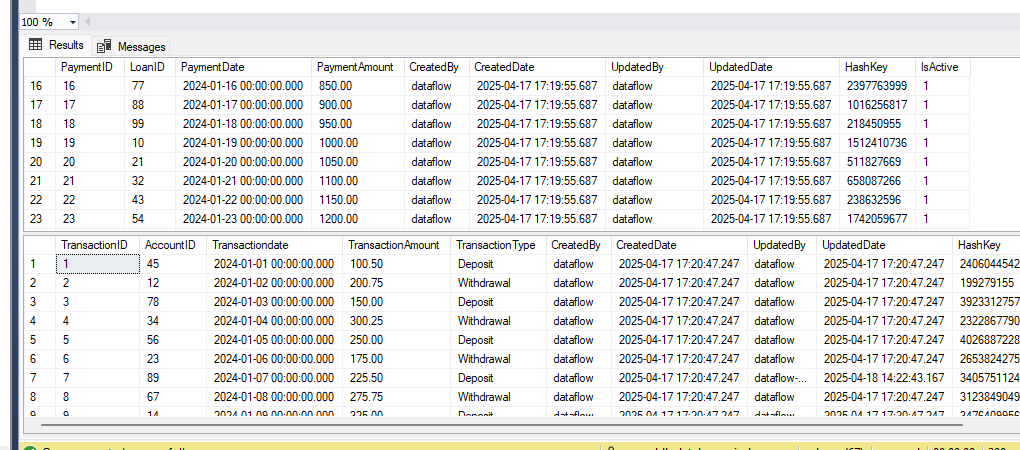 100 %
Results Messages
PaymentID LoanID PaymentDate PaymentAmount CreatedBy CreatedDate UpdatedBy UpdatedDate HashKey IsActive
16 16 77 2024-01-16 00:00:00.000 850.00 dataflow 2025-04-17 17:19:55.687 dataflow 2025-04-17 17:19:55.687 2397763999 1
17 17 88 2024-01-17 00:00:00.000 900.00 dataflow 2025-04-17 17:19:55.687 dataflow 2025-04-17 17:19:55.687 1016256817 1
18 18 99 2024-01-18 00:00:00.000 950.00 dataflow 2025-04-17 17:19:55.687 dataflow 2025-04-17 17:19:55.687 218450955 1
19 19 10 2024-01-19 00:00:00.000 1000.00 dataflow 2025-04-17 17:19:55.687 dataflow 2025-04-17 17:19:55.687 1512410736 1
20 20 21 2024-01-20 00:00:00.000 1050.00 dataflow 2025-04-17 17:19:55.687 dataflow 2025-04-17 17:19:55.687 511827669 1
21 21 32 2024-01-21 00:00:00.000 1100.00 dataflow 2025-04-17 17:19:55.687 dataflow 2025-04-17 17:19:55.687 658087266 1
22 22 43 2024-01-22 00:00:00.000 1150.00 dataflow 2025-04-17 17:19:55.687 dataflow 2025-04-17 17:19:55.687 238632596 1
23 23 54 2024-01-23 00:00:00.000 1200.00 dataflow 2025-04-17 17:19:55.687 dataflow 2025-04-17 17:19:55.687 1742059677 1
TransactionID AccountID Transactiondate TransactionAmount TransactionType CreatedBy CreatedDate UpdatedBy UpdatedDate HashKey
1 1 45 2024-01-01 00:00:00.000 100.50 Deposit dataflow 2025-04-17 17:20:47.247 dataflow 2025-04-17 17:20:47.247 2406044542
2 2 12 2024-01-02 00:00:00.000 200.75 Withdrawal dataflow 2025-04-17 17:20:47.247 dataflow 2025-04-17 17:20:47.247 199279155
3 3 78 2024-01-03 00:00:00.000 150.00 Deposit dataflow 2025-04-17 17:20:47.247 dataflow 2025-04-17 17:20:47.247 3923312757
4 4 34 2024-01-04 00:00:00.000 300.25 Withdrawal dataflow 2025-04-17 17:20:47.247 dataflow 2025-04-17 17:20:47.247 2322867790
5 5 56 2024-01-05 00:00:00.000 250.00 Deposit dataflow 2025-04-17 17:20:47.247 dataflow 2025-04-17 17:20:47.247 4026887228
6 6 23 2024-01-06 00:00:00.000 175.00 Withdrawal dataflow 2025-04-17 17:20:47.247 dataflow 2025-04-17 17:20:47.247 2653824275
7 7 89 2024-01-07 00:00:00.000 225.50 Deposit dataflow 2025-04-17 17:20:47.247 dataflow-... 2025-04-18 14:22:43.167 3405751124
8 8 67 2024-01-08 00:00:00.000 275.75 Withdrawal dataflow 2025-04-17 17:20:47.247 dataflow 2025-04-17 17:20:47.247 3123849049
9 9 14 2024-01-09 00:00:00.000 325.00 Deposit dataflow 2025-04-17 17:20:47.247 dataflow 2025-04-17 17:20:47.247